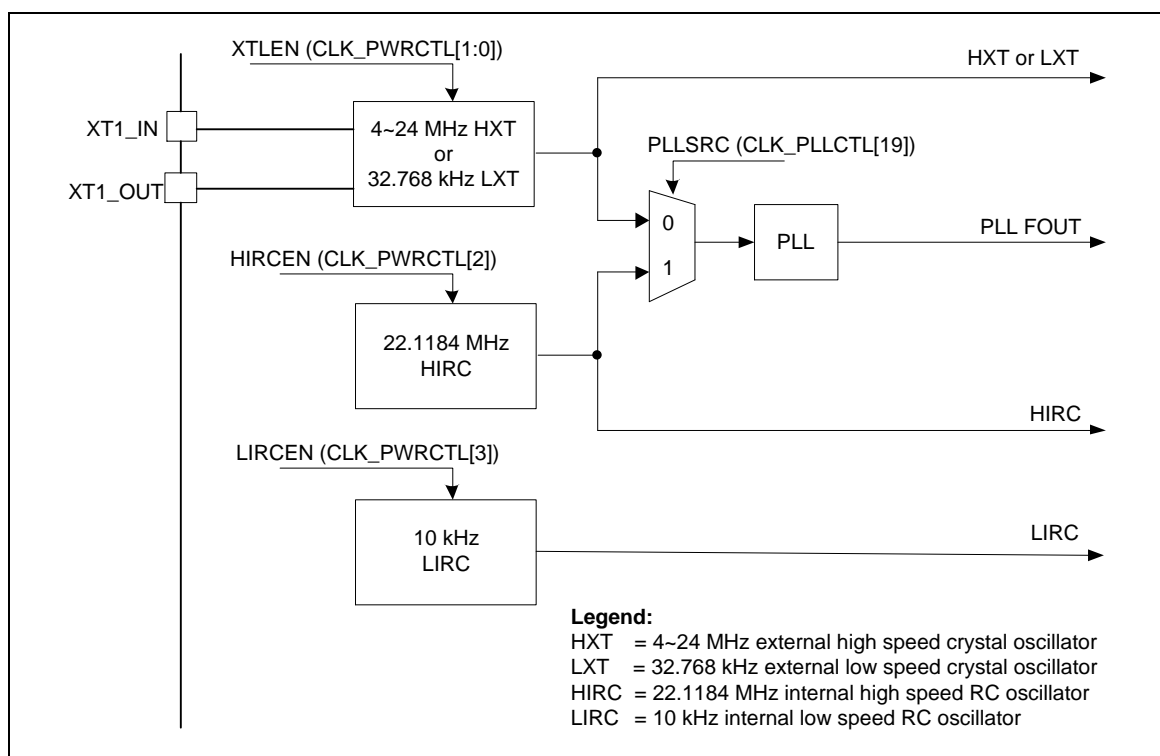 XTLEN (CLK_PWRCTL[1:0])
HXT or LXT
XT1_IN
4~24 MHz HXT
or
32.768 kHz LXT
PLLSRC (CLK_PLLCTL[19])
XT1_OUT
0
1
PLL
PLL FOUT
HIRCEN (CLK_PWRCTL[2])
22.1184 MHz
HIRC
HIRC
LIRCEN (CLK_PWRCTL[3])
10 kHz
LIRC
LIRC
Legend:
HXT = 4~24 MHz external high speed crystal oscillator
LXT = 32.768 kHz external low speed crystal oscillator
HIRC = 22.1184 MHz internal high speed RC oscillator
LIRC = 10 kHz internal low speed RC oscillator